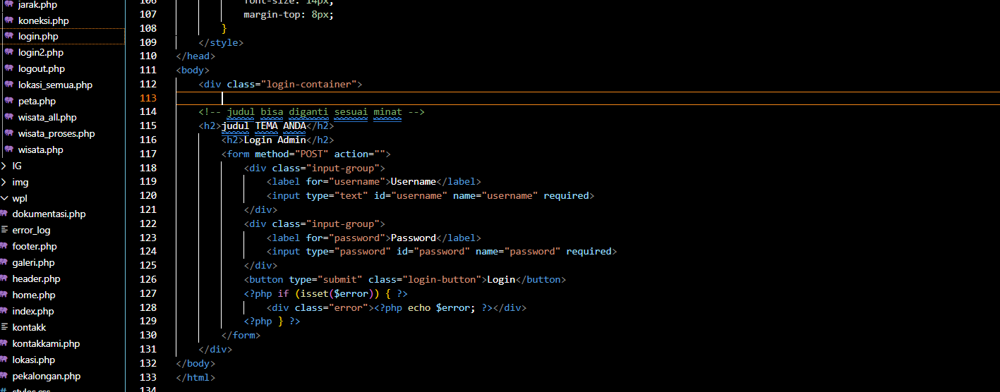 jarak.php
koneksi.php
login.php
login2.php
logout.php
lokasi_semua.php
peta.php
wisata_all.php
wisata_proses.php
wisata.php
IG
img
wpl
dokumentasi.php
error_log
footer.php
galeri.php
header.php
home.php
index.php
kontakk
kontakkami.php
lokasi.php
pekalongan.php
styles.css
106 font-size: 14px;
107 margin-top: 8px;
108 }
109 </style>
110 </head>
111 <body>
112 <div class="login-container">
113
114 <!-- judul bisa diganti sesuai minat -->
115 <h2>judul TEMA ANDA</h2>
116 <h2>Login Admin</h2>
117 <form method="POST" action="">
118 <div class="input-group">
119 <label for="username">Username</label>
120 <input type="text" id="username" name="username" required>
121 </div>
122 <div class="input-group">
123 <label for="password">Password</label>
124 <input type="password" id="password" name="password" required>
125 </div>
126 <button type="submit" class="login-button">Login</button>
127 <?php if (isset($error)) { ?>
128 <div class="error"><?php echo $error; ?></div>
129 <?php } ?>
130 </form>
131 </div>
132 </body>
133 </html>
134